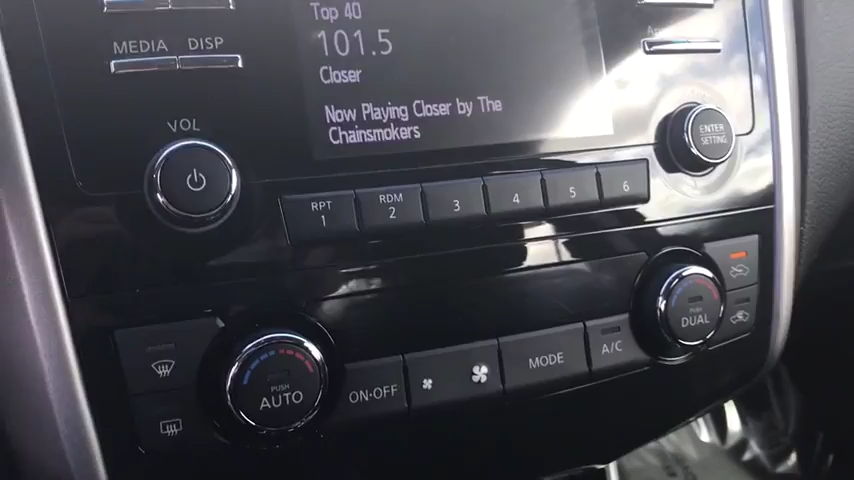 Top 40
101.5
Closer
Now Playing Closer by The
Chainsmokers
MEDIA DISP
VOL
ENTER
SETTING
RPT
1
RDM
2
3
4
5
6
PUSH
AUTO
ON·OFF
MODE
A/C
PUSH
DUAL